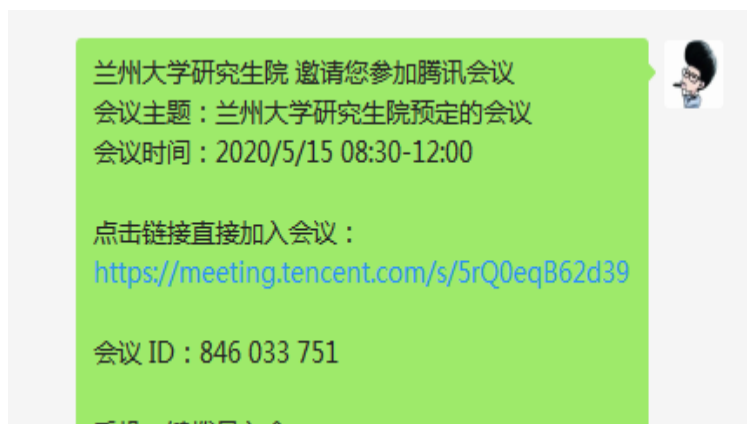 兰州大学研究生院 邀请您参加腾讯会议
会议主题：兰州大学研究生院预定的会议
会议时间：2020/5/15 08:30-12:00
点击链接直接加入会议：
https://meeting.tencent.com/s/5rQ0eqB62d39
会议 ID：846 033 751